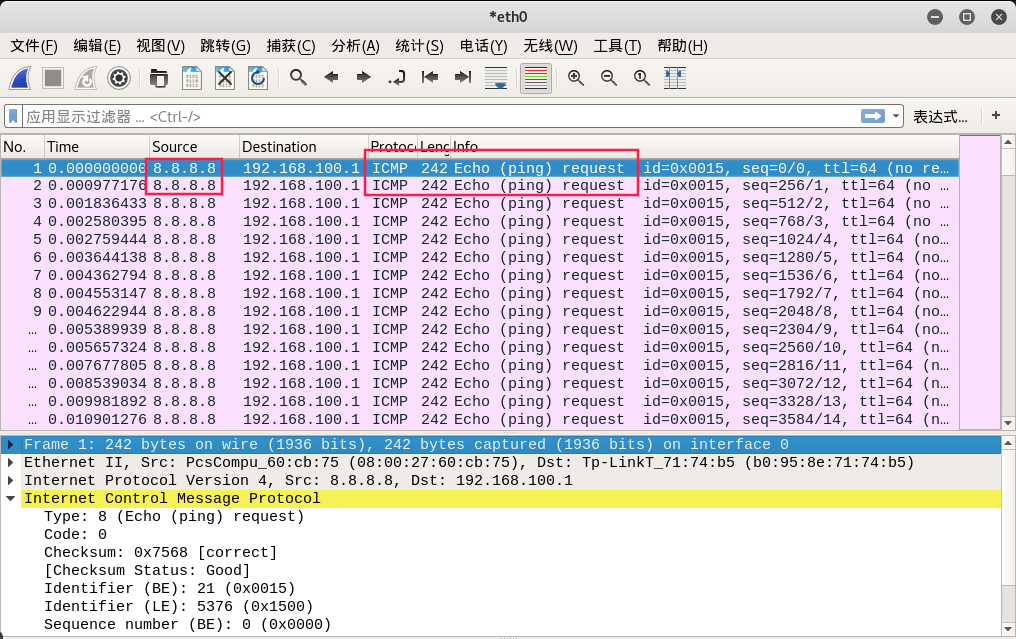 *eth0
文件(F) 编辑(E) 视图(V) 跳转(G) 捕获(C) 分析(A) 统计(S) 电话(Y) 无线(W) 工具(T) 帮助(H)
应用显示过滤器 … <Ctrl-/> 表达式… +
No. Time Source Destination Protoc Leng Info
1 0.000000000 8.8.8.8 192.168.100.1 ICMP 242 Echo (ping) request id=0x0015, seq=0/0, ttl=64 (no re…
2 0.000977176 8.8.8.8 192.168.100.1 ICMP 242 Echo (ping) request id=0x0015, seq=256/1, ttl=64 (no …
3 0.001836433 8.8.8.8 192.168.100.1 ICMP 242 Echo (ping) request id=0x0015, seq=512/2, ttl=64 (no …
4 0.002580395 8.8.8.8 192.168.100.1 ICMP 242 Echo (ping) request id=0x0015, seq=768/3, ttl=64 (no …
5 0.002759444 8.8.8.8 192.168.100.1 ICMP 242 Echo (ping) request id=0x0015, seq=1024/4, ttl=64 (no…
6 0.003644138 8.8.8.8 192.168.100.1 ICMP 242 Echo (ping) request id=0x0015, seq=1280/5, ttl=64 (no…
7 0.004362794 8.8.8.8 192.168.100.1 ICMP 242 Echo (ping) request id=0x0015, seq=1536/6, ttl=64 (no…
8 0.004553147 8.8.8.8 192.168.100.1 ICMP 242 Echo (ping) request id=0x0015, seq=1792/7, ttl=64 (no…
9 0.004622944 8.8.8.8 192.168.100.1 ICMP 242 Echo (ping) request id=0x0015, seq=2048/8, ttl=64 (no…
… 0.005389939 8.8.8.8 192.168.100.1 ICMP 242 Echo (ping) request id=0x0015, seq=2304/9, ttl=64 (no…
… 0.005657324 8.8.8.8 192.168.100.1 ICMP 242 Echo (ping) request id=0x0015, seq=2560/10, ttl=64 (n…
… 0.007677805 8.8.8.8 192.168.100.1 ICMP 242 Echo (ping) request id=0x0015, seq=2816/11, ttl=64 (n…
… 0.008539034 8.8.8.8 192.168.100.1 ICMP 242 Echo (ping) request id=0x0015, seq=3072/12, ttl=64 (n…
… 0.009981892 8.8.8.8 192.168.100.1 ICMP 242 Echo (ping) request id=0x0015, seq=3328/13, ttl=64 (n…
… 0.010901276 8.8.8.8 192.168.100.1 ICMP 242 Echo (ping) request id=0x0015, seq=3584/14, ttl=64 (n…
Frame 1: 242 bytes on wire (1936 bits), 242 bytes captured (1936 bits) on interface 0
Ethernet II, Src: PcsCompu_60:cb:75 (08:00:27:60:cb:75), Dst: Tp-LinkT_71:74:b5 (b0:95:8e:71:74:b5)
Internet Protocol Version 4, Src: 8.8.8.8, Dst: 192.168.100.1
Internet Control Message Protocol
Type: 8 (Echo (ping) request)
Code: 0
Checksum: 0x7568 [correct]
[Checksum Status: Good]
Identifier (BE): 21 (0x0015)
Identifier (LE): 5376 (0x1500)
Sequence number (BE): 0 (0x0000)